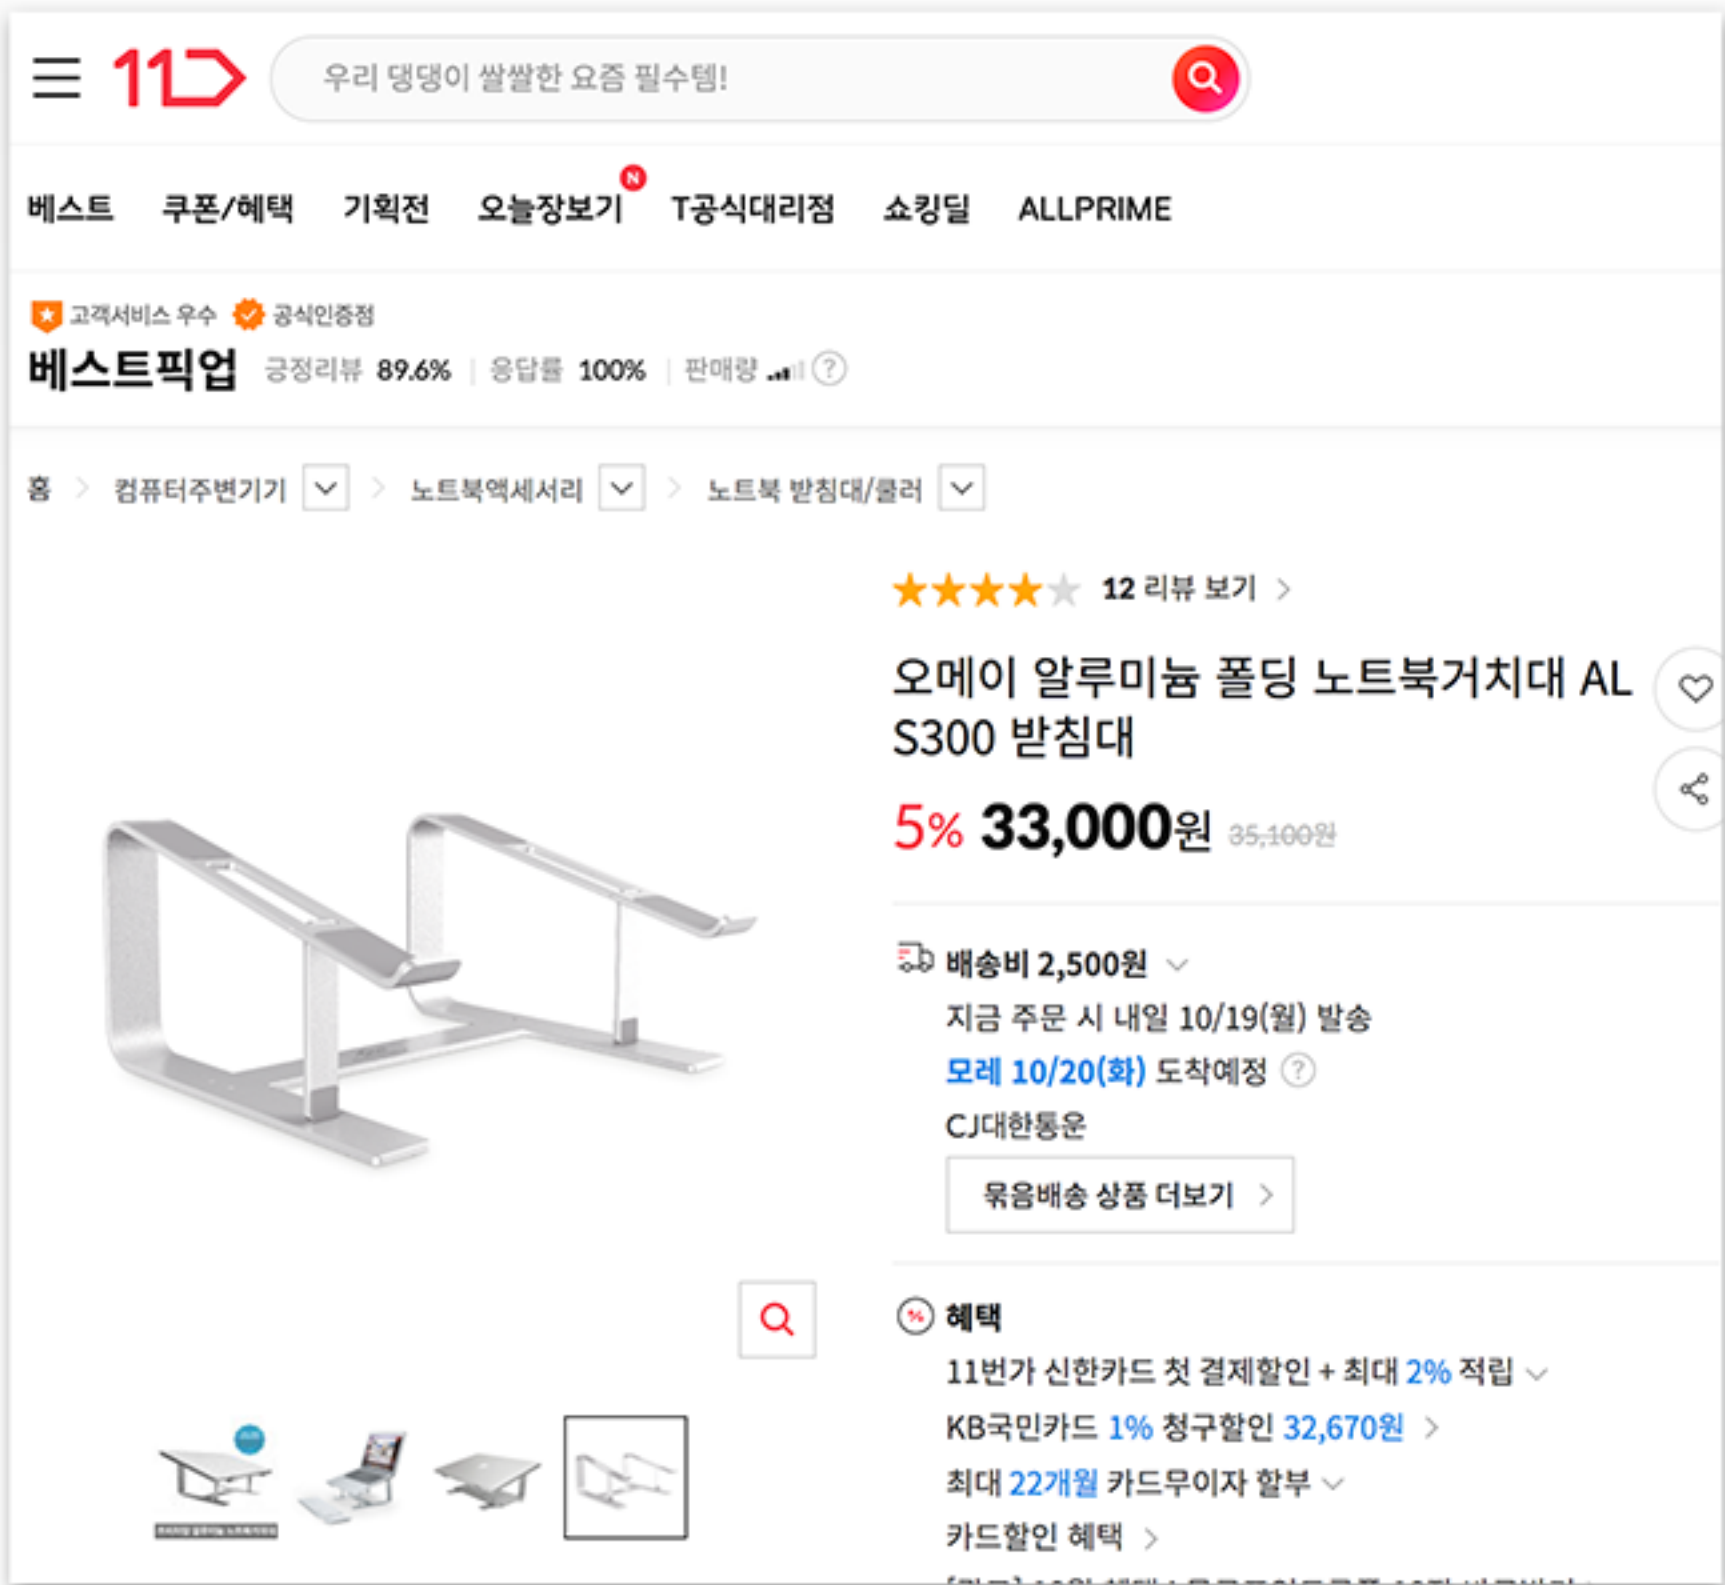 11
우리 댕댕이 쌀쌀한 요즘 필수템!
베스트 쿠폰/혜택 기획전 오늘장보기 N T공식대리점 쇼킹딜 ALLPRIME
고객서비스 우수 공식인증점
베스트픽업 긍정리뷰 89.6% 응답률 100% 판매량 ?
홈 컴퓨터주변기기 노트북액세서리 노트북 받침대/쿨러
12 리뷰 보기
오메이 알루미늄 폴딩 노트북거치대 AL
S300 받침대
5% 33,000원 35,100원
배송비 2,500원
지금 주문 시 내일 10/19(월) 발송
모레 10/20(화) 도착예정 ?
CJ대한통운
묶음배송 상품 더보기
% 혜택
11번가 신한카드 첫 결제할인 + 최대 2% 적립
KB국민카드 1% 청구할인 32,670원
최대 22개월 카드무이자 할부
카드할인 혜택